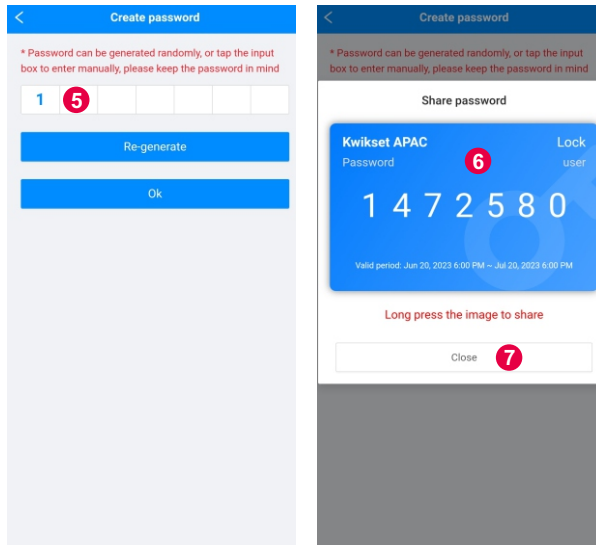 Create password
* Password can be generated randomly, or tap the input
box to enter manually, please keep the password in mind
1
5
Re-generate
Ok
Create password
* Password can be generated randomly, or tap the input
box to enter manually, please keep the password in mind
Share password
Kwikset APAC Lock
Password 6 user
1 4 7 2 5 8 0
Valid period: Jun 20, 2023 6:00 PM ~ Jul 20, 2023 6:00 PM
Long press the image to share
Close 7